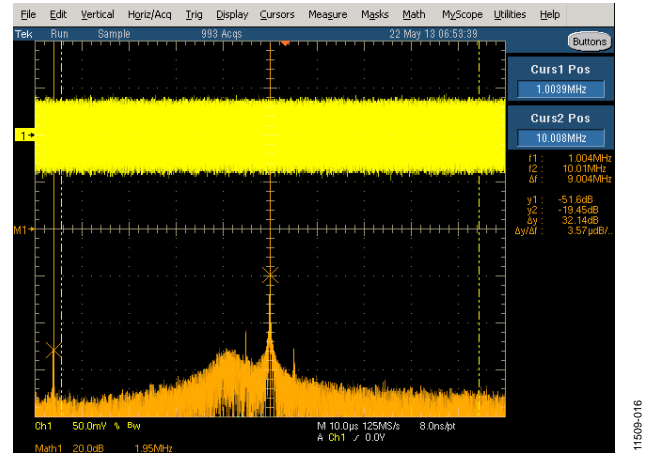 File Edit Vertical Horiz/Acq Trig Display Cursors Measure Masks Math MyScope Utilities Help
Tek Run Sample 993 Acqs 22 May 13 06:53:39
Buttons
Curs1 Pos
1.0039MHz
Curs2 Pos
10.008MHz
f1 : 1.004MHz
f2 : 10.01MHz
Δf : 9.004MHz
y1 : -51.6dB
y2 : -19.45dB
Δy : 32.14dB
Δy/Δf : 3.57µdB/..
1
M1
Ch1 50.0mV % Bw M 10.0µs 125MS/s 8.0ns/pt
A Ch1 / 0.0V
Math1 20.0dB 1.95MHz
11509-016